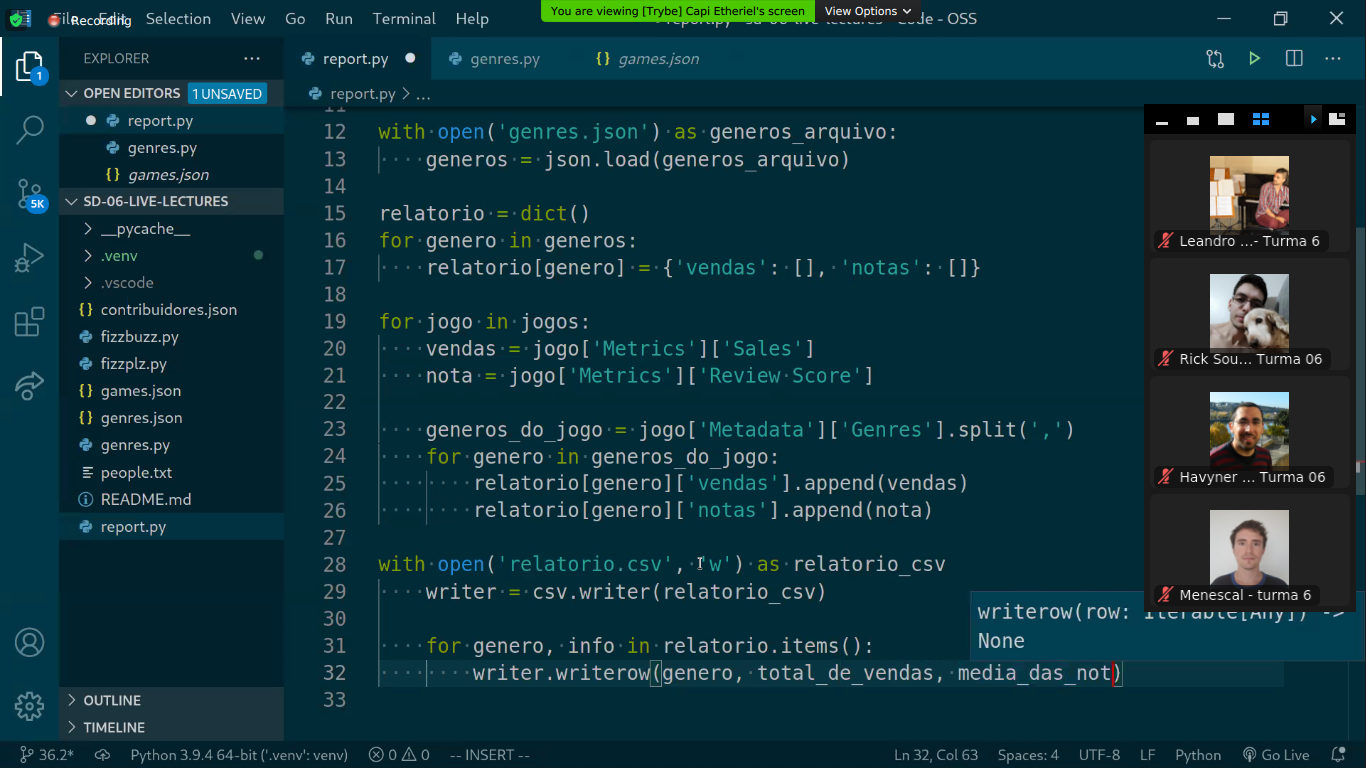 File Edit Selection View Go Run Terminal Help
Recording
You are viewing [Trybe] Capi Etheriel's screen
View Options
Code - OSS
EXPLORER
report.py
genres.py
games.json
OPEN EDITORS
1 UNSAVED
report.py > ...
report.py
genres.py
games.json
SD-06-LIVE-LECTURES
__pycache__
.venv
.vscode
contribuidores.json
fizzbuzz.py
fizzplz.py
games.json
genres.json
genres.py
people.txt
README.md
report.py
OUTLINE
TIMELINE
1
5K
11
12 with open('genres.json') as generos_arquivo:
13 generos = json.load(generos_arquivo)
14
15 relatorio = dict()
16 for genero in generos:
17 relatorio[genero] = {'vendas': [], 'notas': []}
18
19 for jogo in jogos:
20 vendas = jogo['Metrics']['Sales']
21 nota = jogo['Metrics']['Review Score']
22
23 generos_do_jogo = jogo['Metadata']['Genres'].split(',')
24 for genero in generos_do_jogo:
25 relatorio[genero]['vendas'].append(vendas)
26 relatorio[genero]['notas'].append(nota)
27
28 with open('relatorio.csv', 'w') as relatorio_csv
29 writer = csv.writer(relatorio_csv)
30
31 for genero, info in relatorio.items():
32 writer.writerow(genero, total_de_vendas, media_das_not)
33
writerow(row: Iterable[Any]) ->
None
Leandro ...- Turma 6
Rick Sou... Turma 06
Havyner ... Turma 06
Menescal - turma 6
36.2*
Python 3.9.4 64-bit ('.venv': venv)
0
0
-- INSERT --
Ln 32, Col 63
Spaces: 4
UTF-8
LF
Python
Go Live